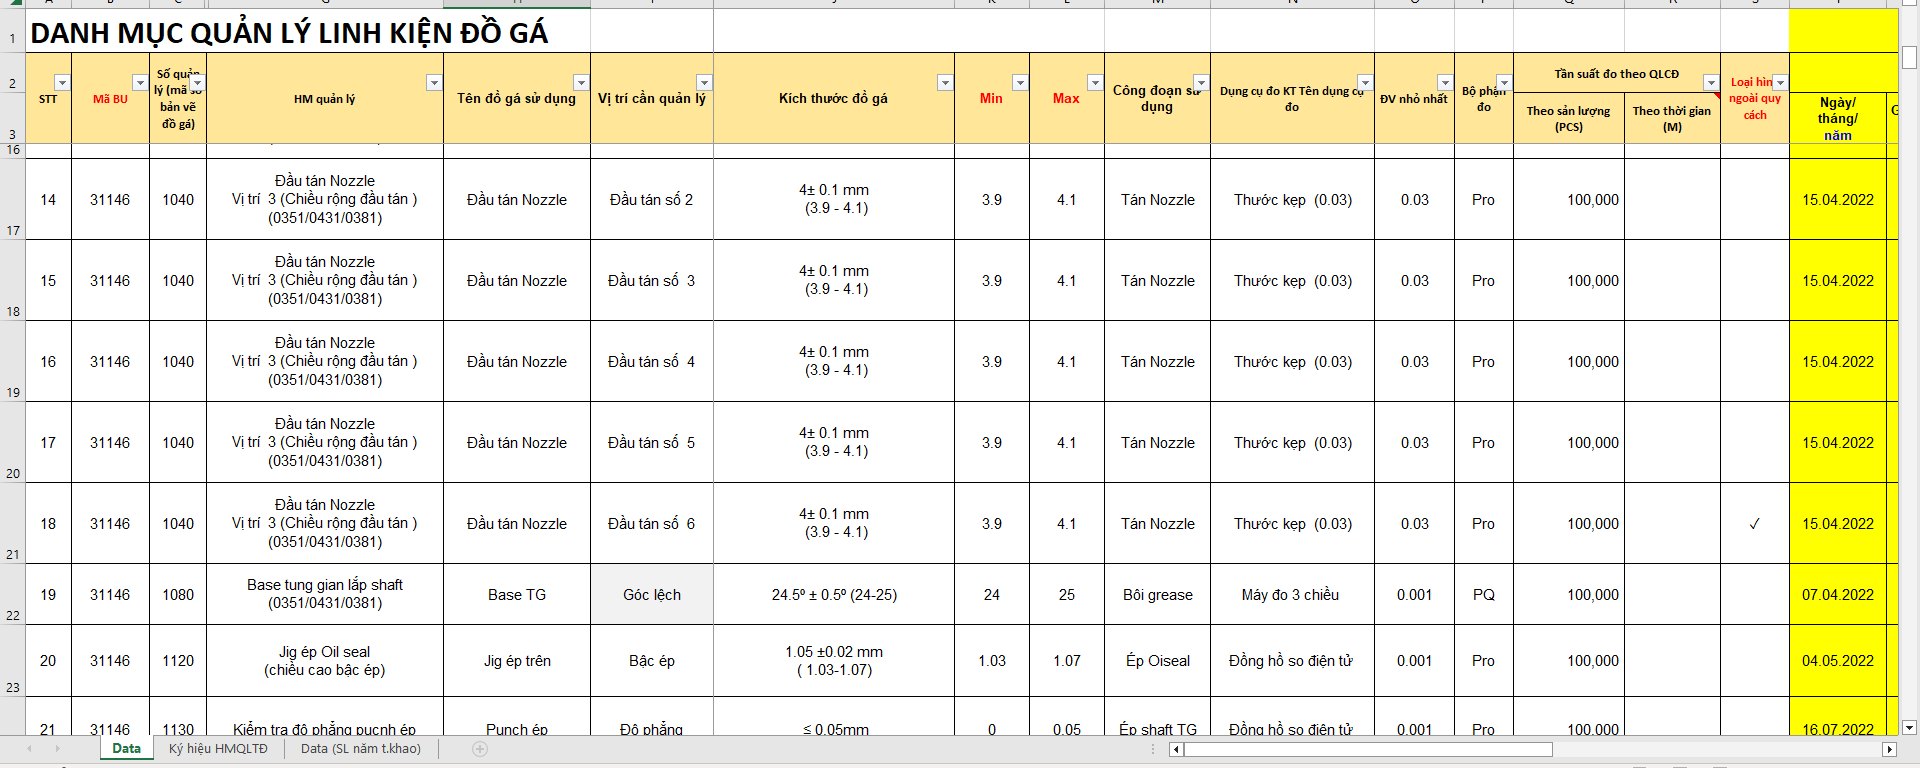 DANH MỤC QUẢN LÝ LINH KIỆN ĐỒ GÁ
1
2
3
STT
Mã BU
Số quản
lý (mã số
bản vẽ
đồ gá)
HM quản lý
Tên đồ gá sử dụng
Vị trí cần quản lý
Kích thước đồ gá
Min
Max
Công đoạn sử
dụng
Dụng cụ đo KT Tên dụng cụ
đo
ĐV nhỏ nhất
Bộ phận
đo
Tần suất đo theo QLCĐ
Theo sản lượng
(PCS)
Theo thời gian
(M)
Loại hình
ngoài quy
cách
Ngày/
tháng/
năm
16
14 31146 1040
Đầu tán Nozzle
Vị trí 3 (Chiều rộng đầu tán )
(0351/0431/0381)
Đầu tán Nozzle Đầu tán số 2
4± 0.1 mm
(3.9 - 4.1)
3.9 4.1 Tán Nozzle Thước kẹp (0.03) 0.03 Pro 100,000 15.04.2022
17
15 31146 1040
Đầu tán Nozzle
Vị trí 3 (Chiều rộng đầu tán )
(0351/0431/0381)
Đầu tán Nozzle Đầu tán số 3
4± 0.1 mm
(3.9 - 4.1)
3.9 4.1 Tán Nozzle Thước kẹp (0.03) 0.03 Pro 100,000 15.04.2022
18
16 31146 1040
Đầu tán Nozzle
Vị trí 3 (Chiều rộng đầu tán )
(0351/0431/0381)
Đầu tán Nozzle Đầu tán số 4
4± 0.1 mm
(3.9 - 4.1)
3.9 4.1 Tán Nozzle Thước kẹp (0.03) 0.03 Pro 100,000 15.04.2022
19
17 31146 1040
Đầu tán Nozzle
Vị trí 3 (Chiều rộng đầu tán )
(0351/0431/0381)
Đầu tán Nozzle Đầu tán số 5
4± 0.1 mm
(3.9 - 4.1)
3.9 4.1 Tán Nozzle Thước kẹp (0.03) 0.03 Pro 100,000 15.04.2022
20
18 31146 1040
Đầu tán Nozzle
Vị trí 3 (Chiều rộng đầu tán )
(0351/0431/0381)
Đầu tán Nozzle Đầu tán số 6
4± 0.1 mm
(3.9 - 4.1)
3.9 4.1 Tán Nozzle Thước kẹp (0.03) 0.03 Pro 100,000 ✓ 15.04.2022
21
19 31146 1080
Base tung gian lắp shaft
(0351/0431/0381)
Base TG Góc lệch 24.5º ± 0.5º (24-25) 24 25 Bôi grease Máy đo 3 chiều 0.001 PQ 100,000 07.04.2022
22
20 31146 1120
Jig ép Oil seal
(chiều cao bậc ép)
Jig ép trên Bậc ép
1.05 ±0.02 mm
( 1.03-1.07)
1.03 1.07 Ép Oiseal Đồng hồ so điện tử 0.001 Pro 100,000 04.05.2022
23
21 31146 1130 Kiểm tra độ phẳng pucnh ép Punch ép Độ phẳng ≤ 0.05mm 0 0.05 Ép shaft TG Đồng hồ so điện tử 0.001 Pro 100,000 16.07.2022
Data Ký hiệu HMQLTĐ Data (SL năm t.khao)